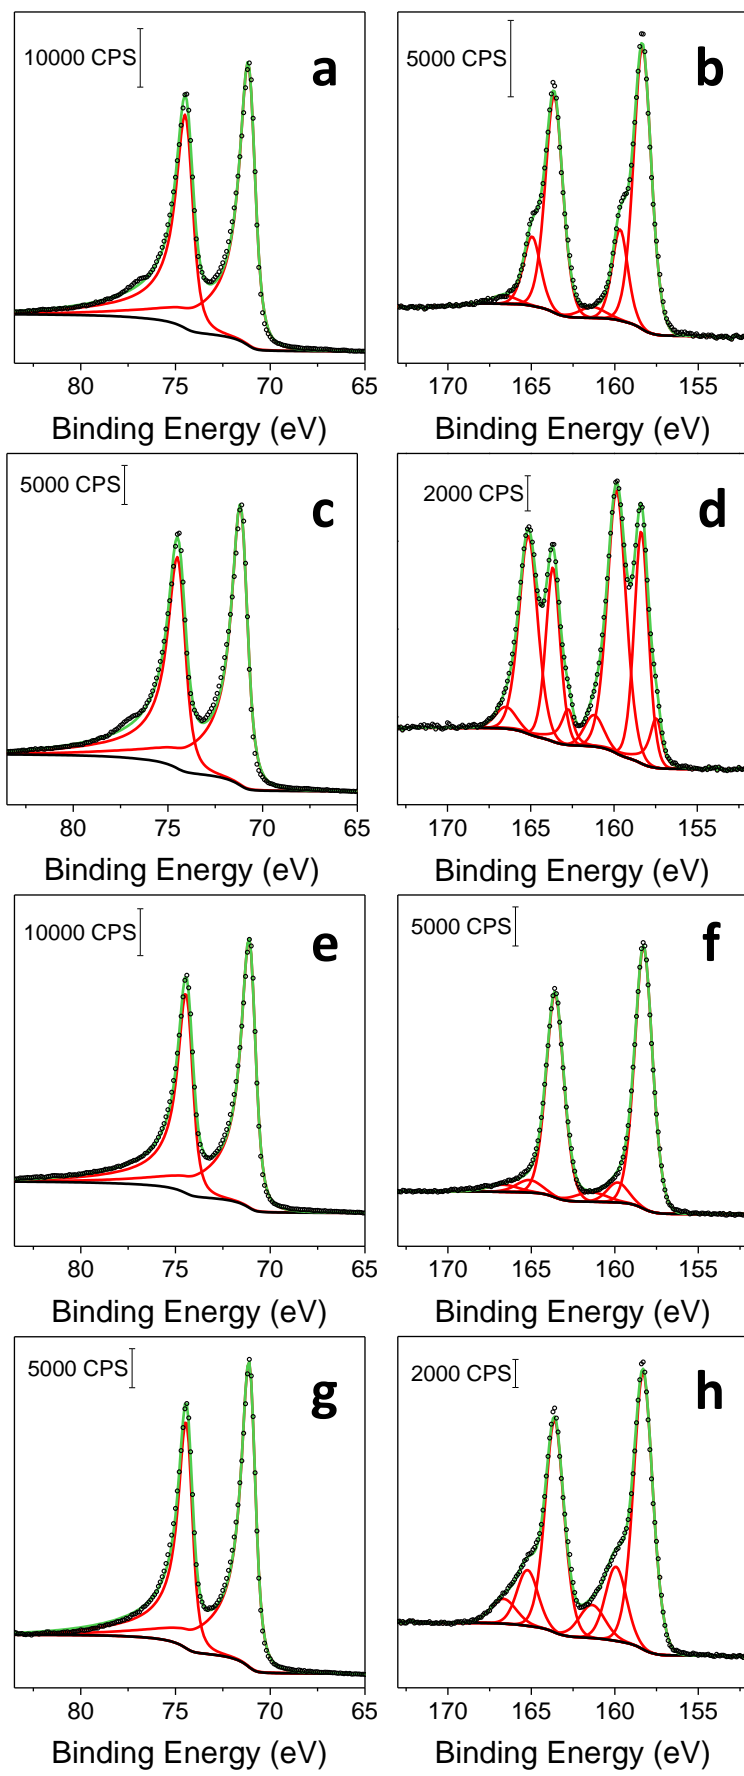 10000 CPS a
5000 CPS b
80 75 70 65
170 165 160 155
Binding Energy (eV)
Binding Energy (eV)
5000 CPS c
2000 CPS d
80 75 70 65
170 165 160 155
Binding Energy (eV)
Binding Energy (eV)
10000 CPS e
5000 CPS f
80 75 70 65
170 165 160 155
Binding Energy (eV)
Binding Energy (eV)
5000 CPS g
2000 CPS h
80 75 70 65
170 165 160 155
Binding Energy (eV)
Binding Energy (eV)